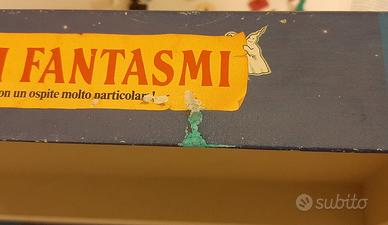 I FANTASMI
on un ospite molto particolar
subito